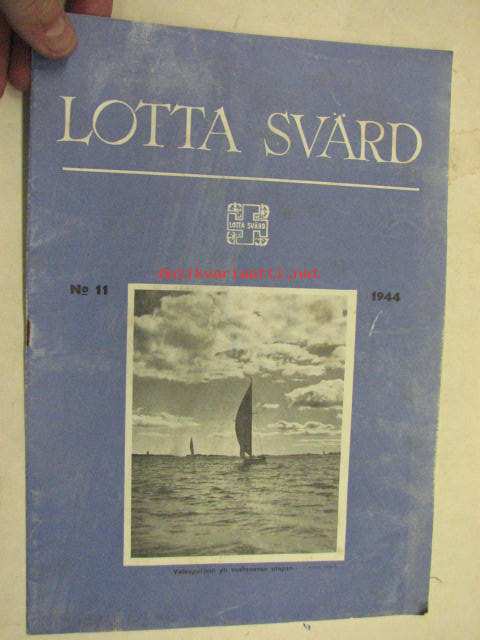 LOTTA SVÄRD
LOTTA SVÄRD
antikvariaatti.net
№ 11
1944